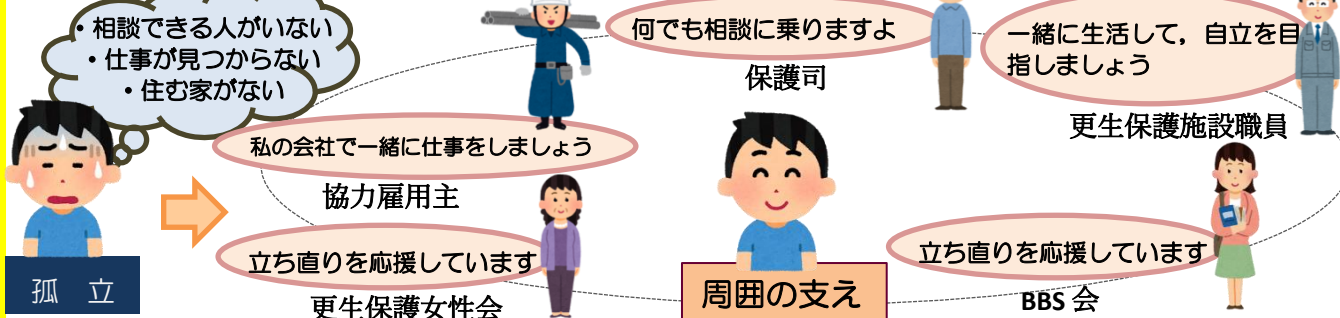 ・相談できる人がいない
・仕事が見つからない
・住む家がない
孤 立
私の会社で一緒に仕事をしましょう
協力雇用主
立ち直りを応援しています
更生保護女性会
何でも相談に乗りますよ
保護司
周囲の支え
一緒に生活して，自立を目
指しましょう
更生保護施設職員
立ち直りを応援しています
BBS 会